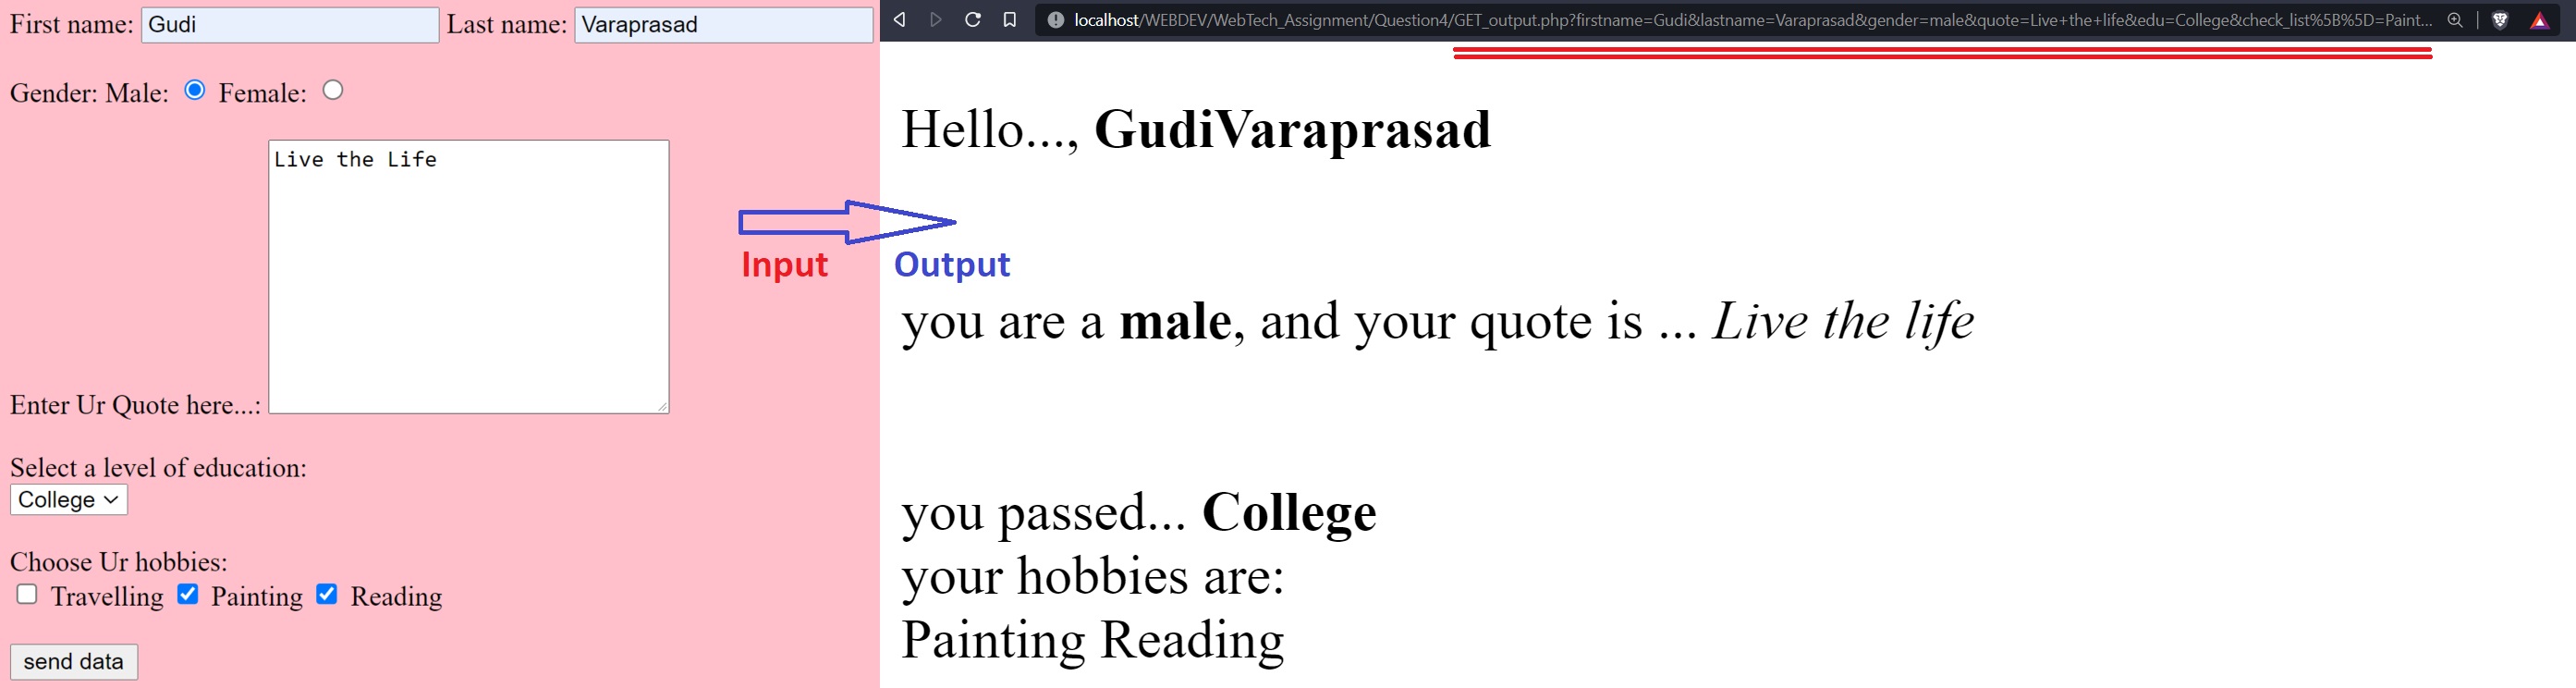 First name: Gudi Last name: Varaprasad
Gender: Male: Female:
Live the Life
Enter Ur Quote here...:
Select a level of education:
College
Choose Ur hobbies:
Travelling Painting Reading
send data
Input
Output
localhost/WEBDEV/WebTech_Assignment/Question4/GET_output.php?firstname=Gudi&lastname=Varaprasad&gender=male&quote=Live+the+life&edu=College&check_list%5B%5D=Paint...
Hello..., GudiVaraprasad
you are a male, and your quote is ... Live the life
you passed... College
your hobbies are:
Painting Reading